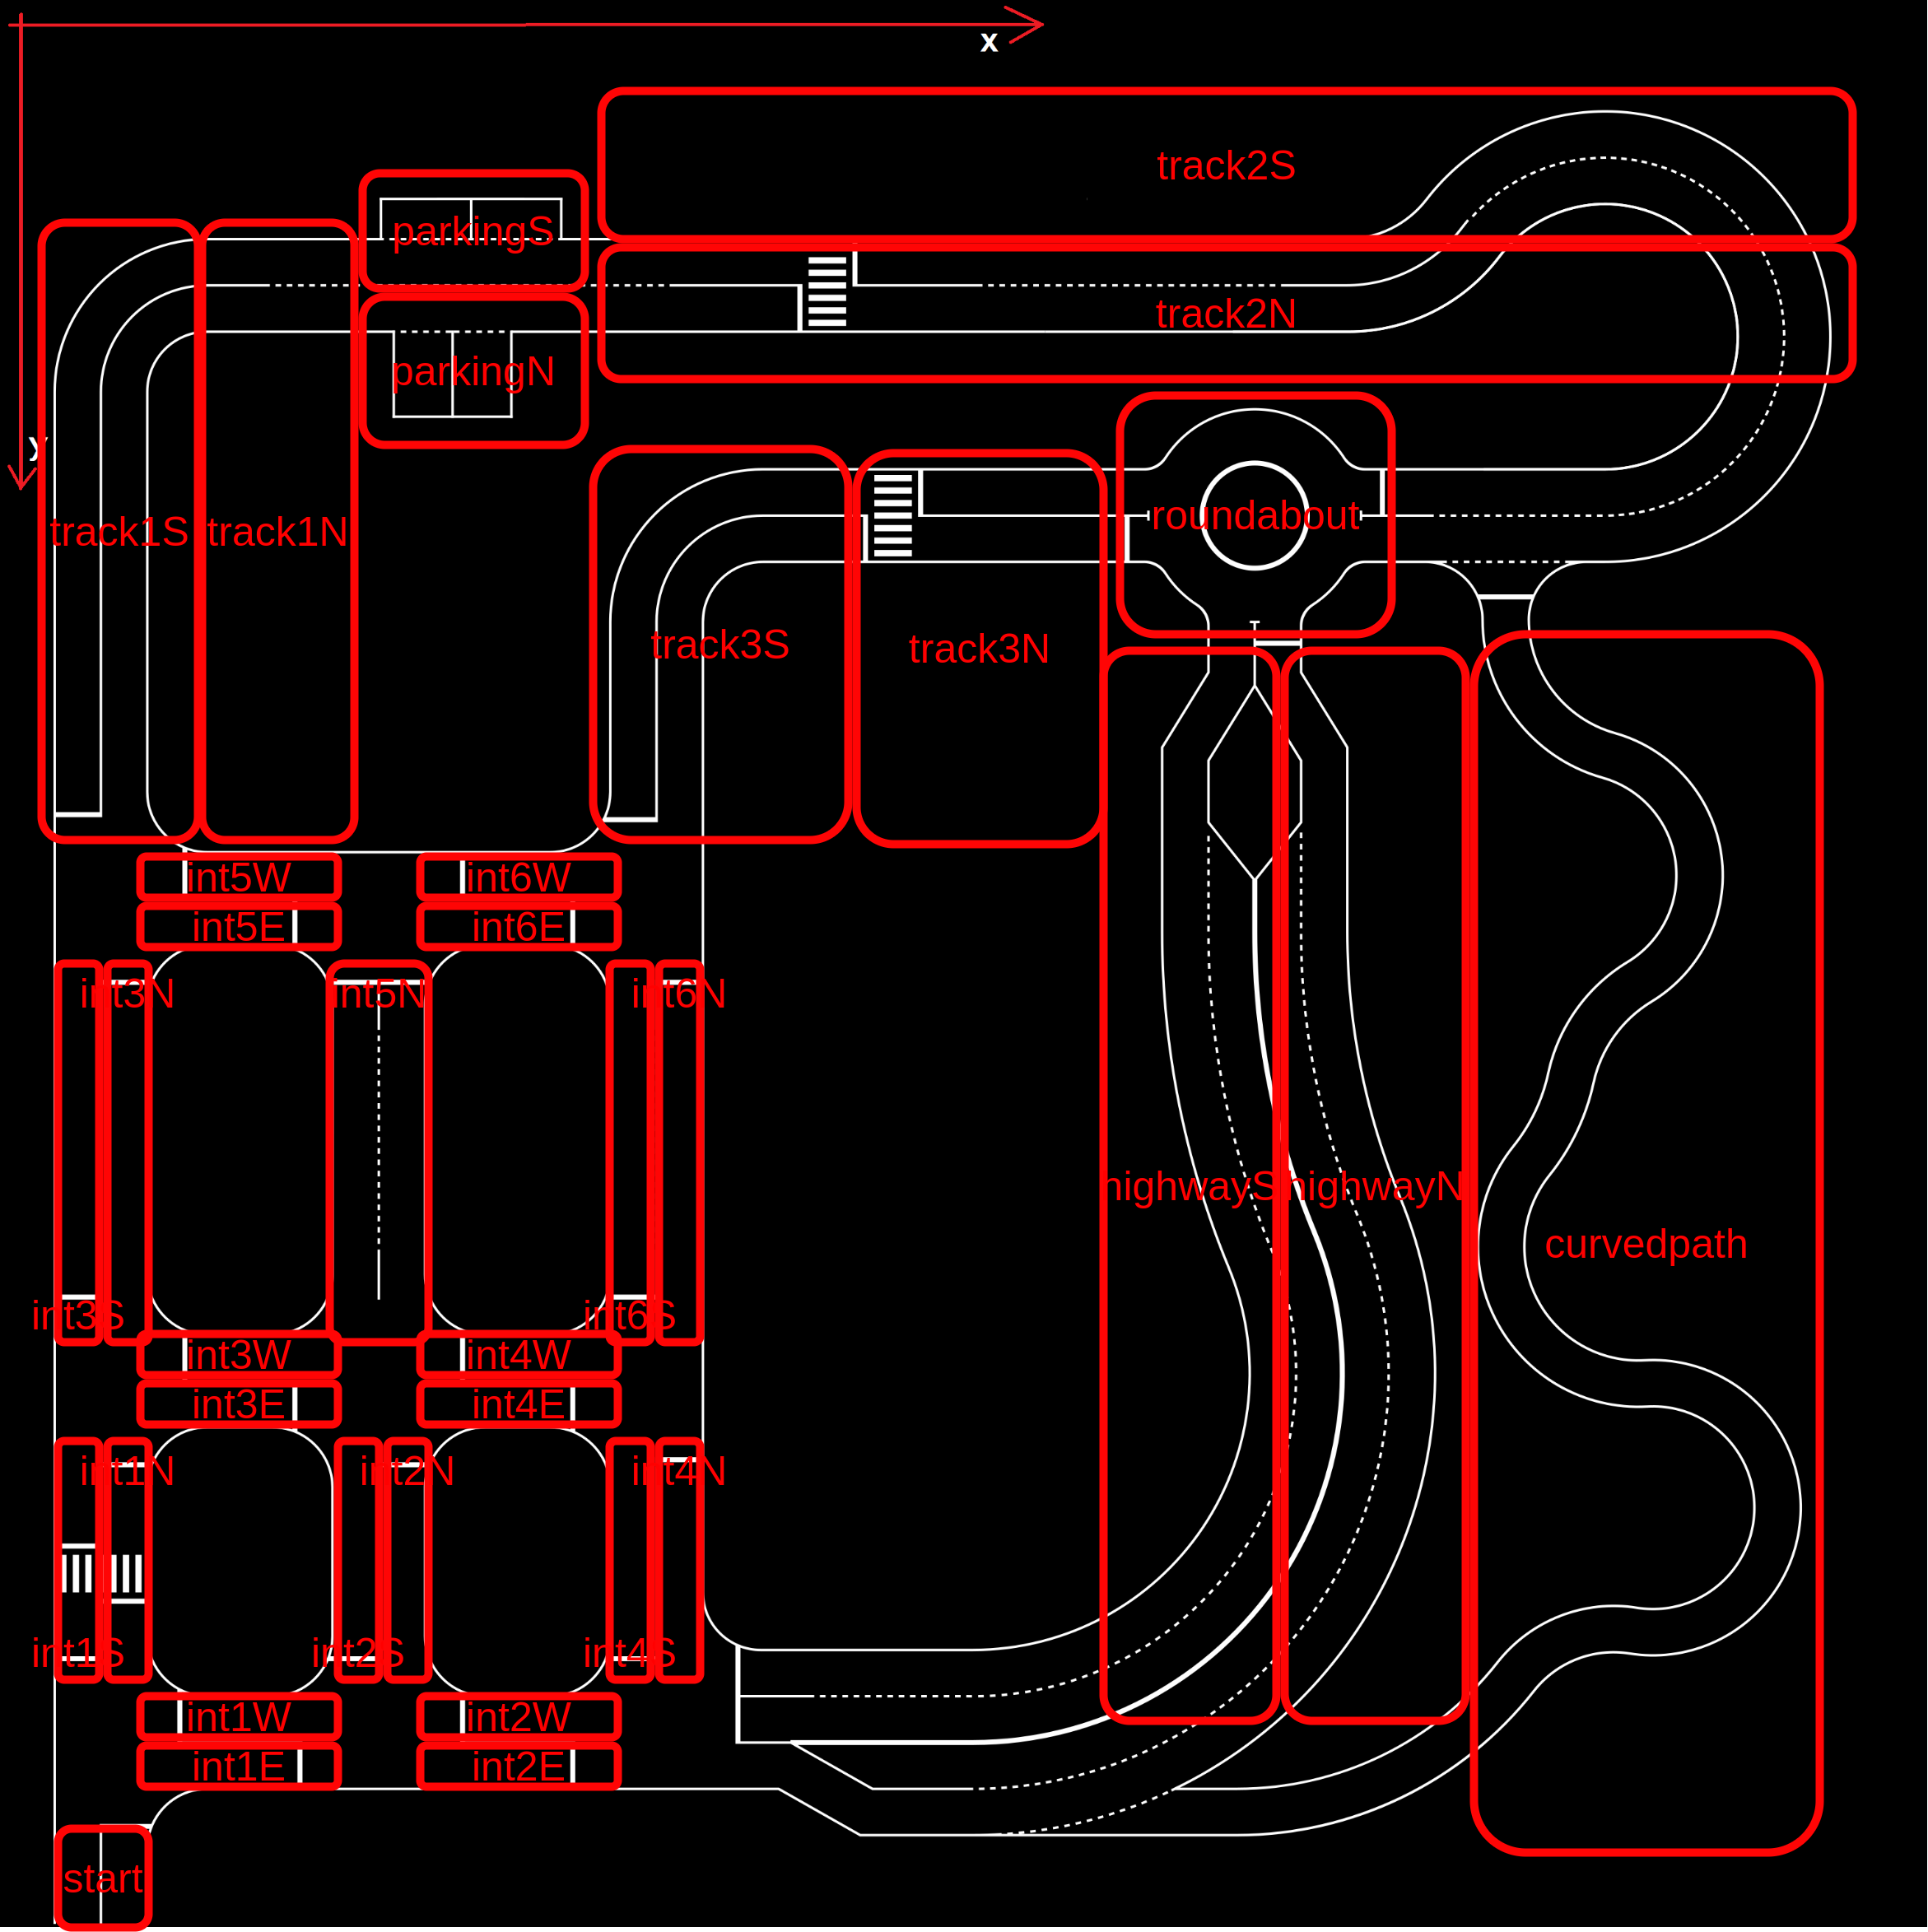 x
track2S
parkingS
track2N
parkingN
y
track1S
track1N
roundabout
track3S
track3N
int5W
int6W
int5E
int6E
int3N
int5N
int6N
highwayS
highwayN
curvedpath
int3S
int6S
int3W
int4W
int3E
int4E
int1N
int2N
int4N
int1S
int2S
int4S
int1W
int2W
int1E
int2E
start